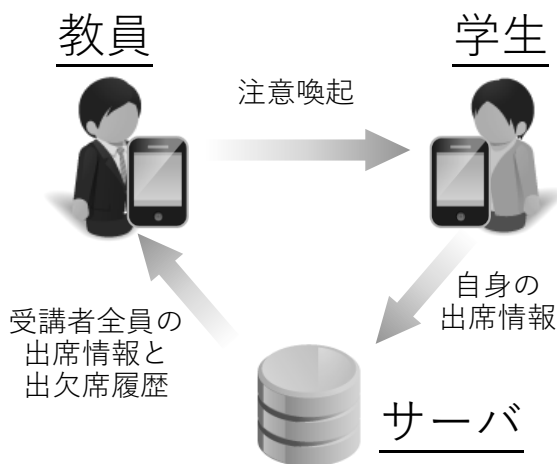 教員
学生
注意喚起
自身の
出席情報
受講者全員の
出席情報と
出欠席履歴
サーバ